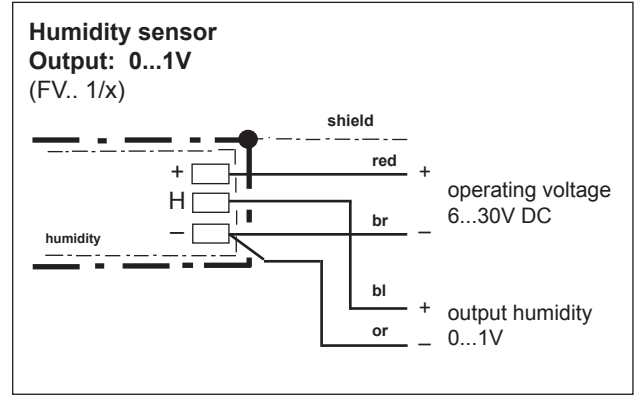 Humidity sensor
Output: 0...1V
(FV.. 1/x)
shield
+ red +
operating voltage
6...30V DC
H
br –
–
humidity
bl +
output humidity
0...1V
or –